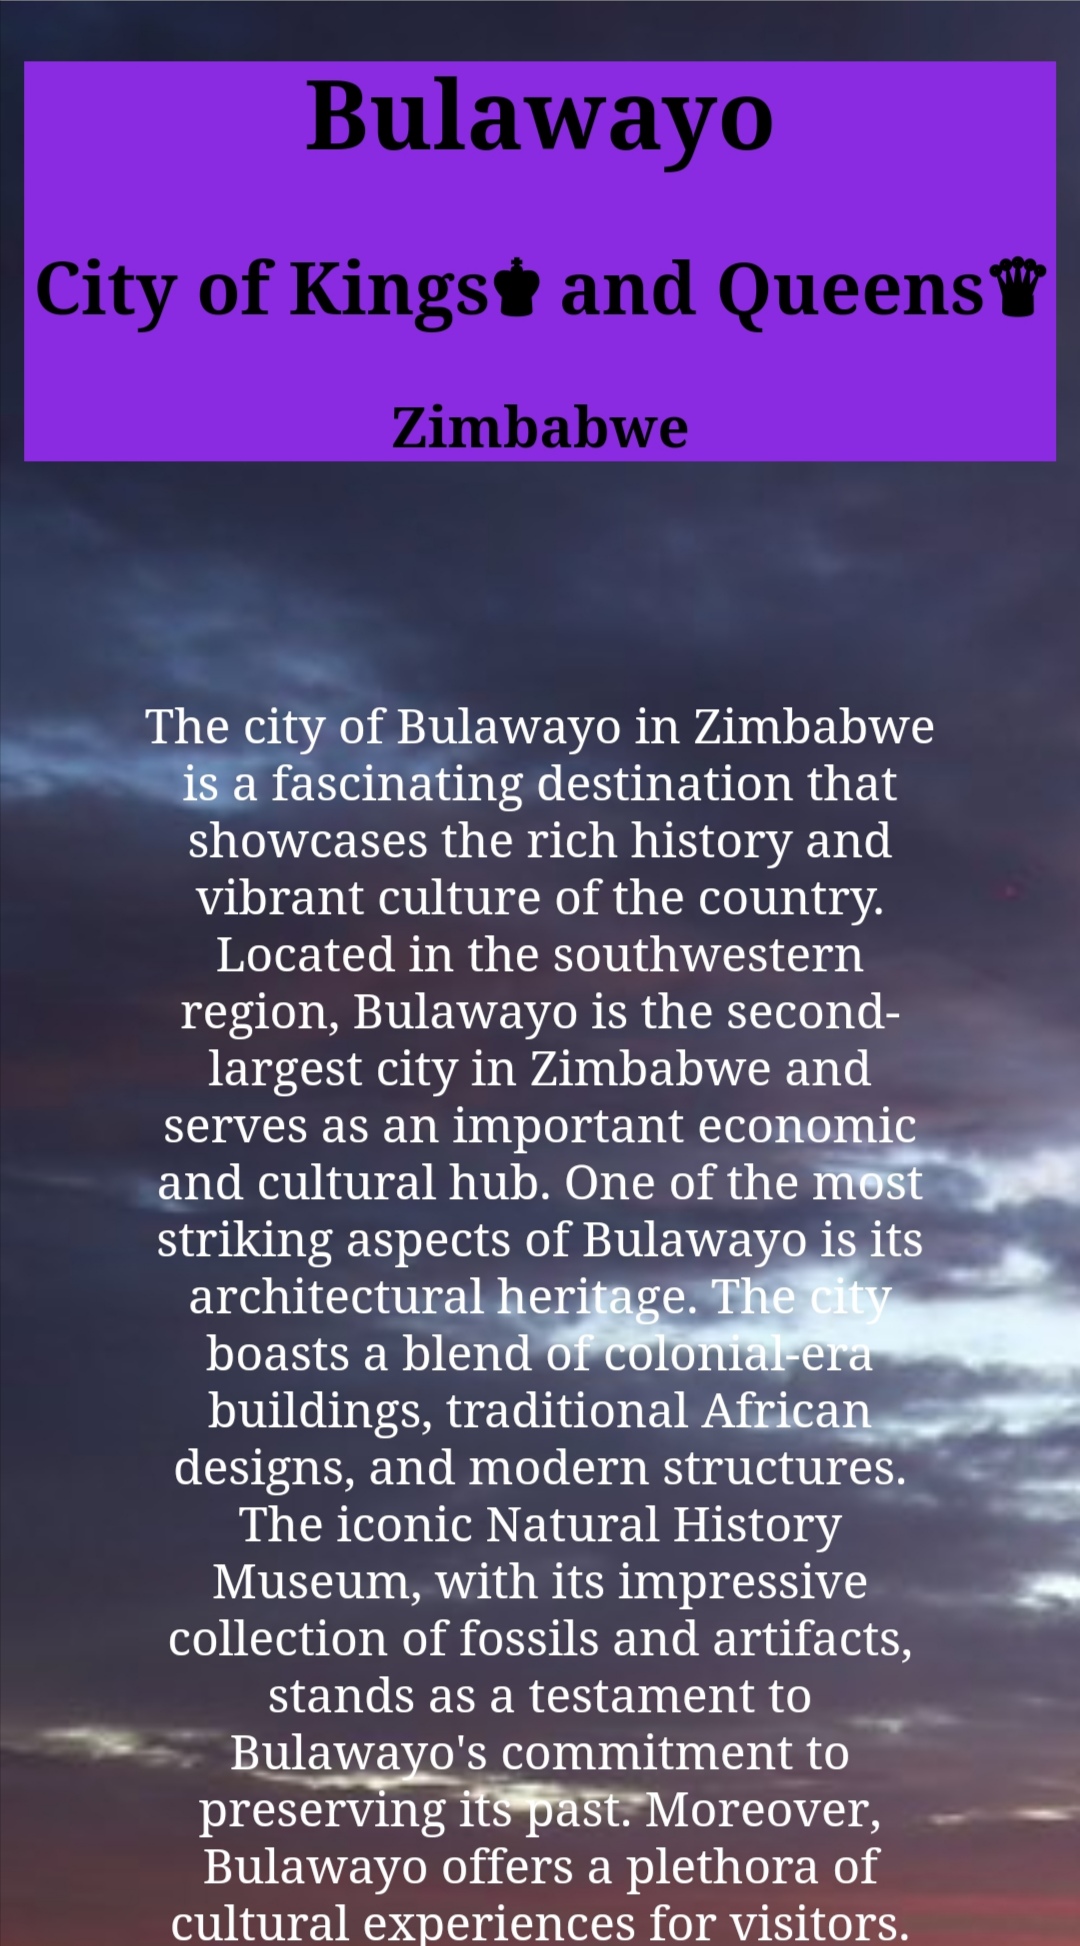 Bulawayo
City of Kings♚ and Queens♛
Zimbabwe
The city of Bulawayo in Zimbabwe
is a fascinating destination that
showcases the rich history and
vibrant culture of the country.
Located in the southwestern
region, Bulawayo is the second-
largest city in Zimbabwe and
serves as an important economic
and cultural hub. One of the most
striking aspects of Bulawayo is its
architectural heritage. The city
boasts a blend of colonial-era
buildings, traditional African
designs, and modern structures.
The iconic Natural History
Museum, with its impressive
collection of fossils and artifacts,
stands as a testament to
Bulawayo's commitment to
preserving its past. Moreover,
Bulawayo offers a plethora of
cultural experiences for visitors.